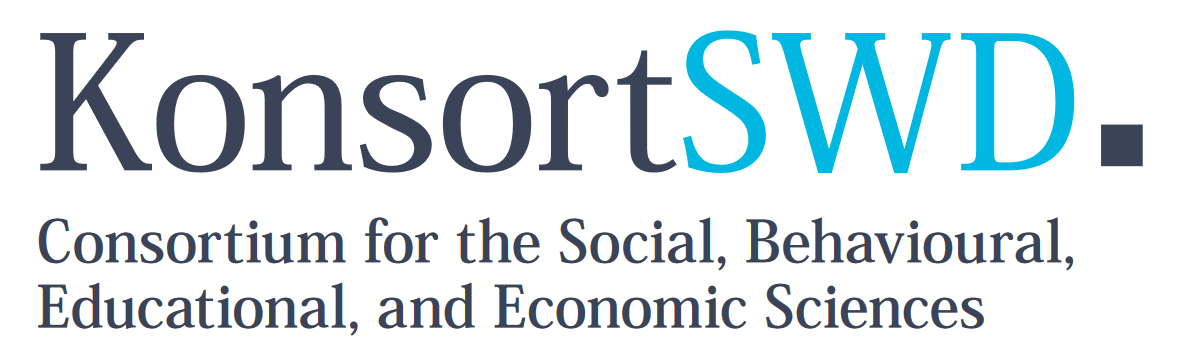 KonsortSWD.
Consortium for the Social, Behavioural,
Educational, and Economic Sciences